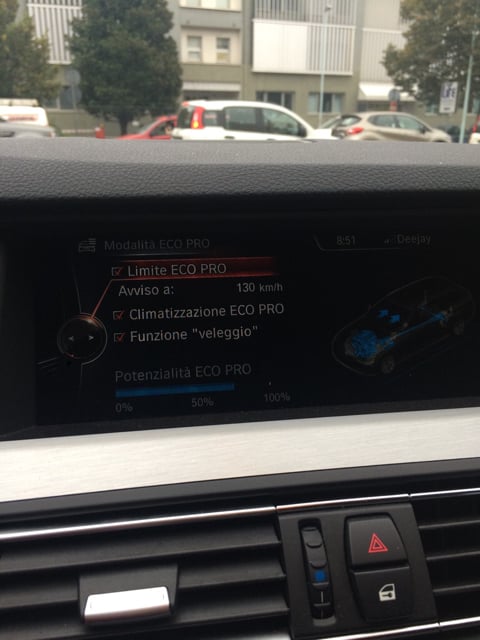 Modalità ECO PRO
8:51
Deejay
Limite ECO PRO
Avviso a: 130 km/h
Climatizzazione ECO PRO
Funzione "veleggio"
Potenzialità ECO PRO
0% 50% 100%